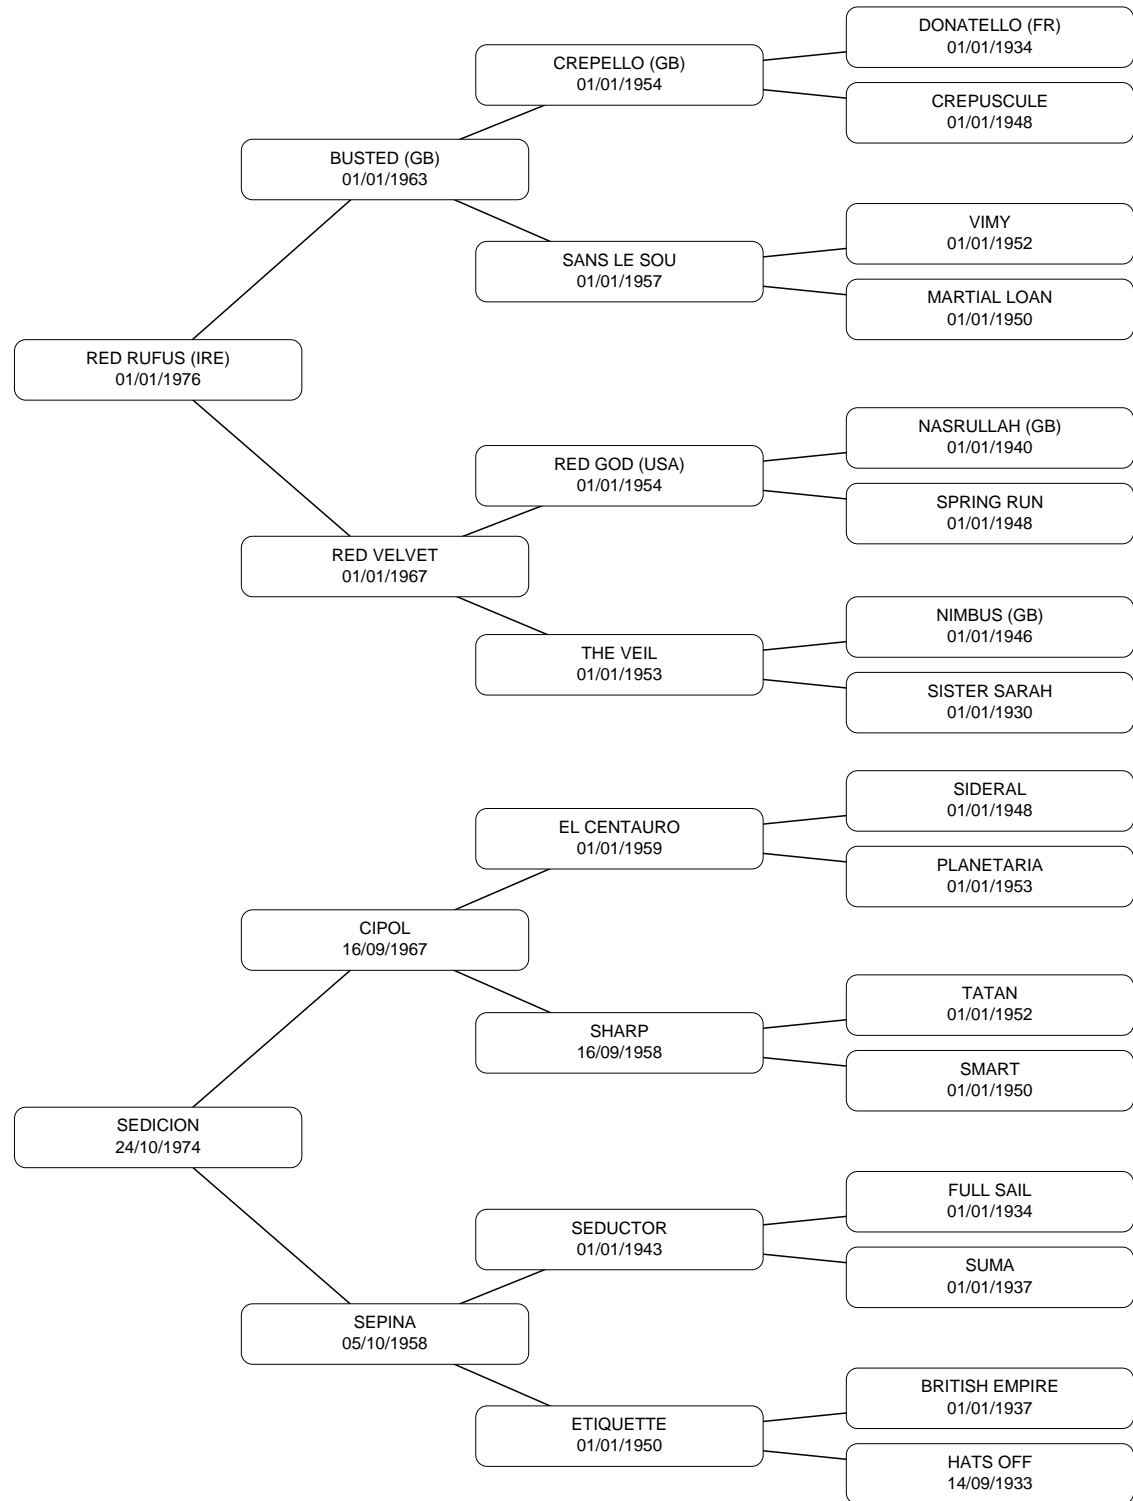 DONATELLO (FR)
01/01/1934
CREPELLO (GB)
01/01/1954
CREPUSCULE
01/01/1948
BUSTED (GB)
01/01/1963
VIMY
01/01/1952
SANS LE SOU
01/01/1957
MARTIAL LOAN
01/01/1950
RED RUFUS (IRE)
01/01/1976
NASRULLAH (GB)
01/01/1940
RED GOD (USA)
01/01/1954
SPRING RUN
01/01/1948
RED VELVET
01/01/1967
NIMBUS (GB)
01/01/1946
THE VEIL
01/01/1953
SISTER SARAH
01/01/1930
SIDERAL
01/01/1948
EL CENTAURO
01/01/1959
PLANETARIA
01/01/1953
CIPOL
16/09/1967
TATAN
01/01/1952
SHARP
16/09/1958
SMART
01/01/1950
SEDICION
24/10/1974
FULL SAIL
01/01/1934
SEDUCTOR
01/01/1943
SUMA
01/01/1937
SEPINA
05/10/1958
BRITISH EMPIRE
01/01/1937
ETIQUETTE
01/01/1950
HATS OFF
14/09/1933